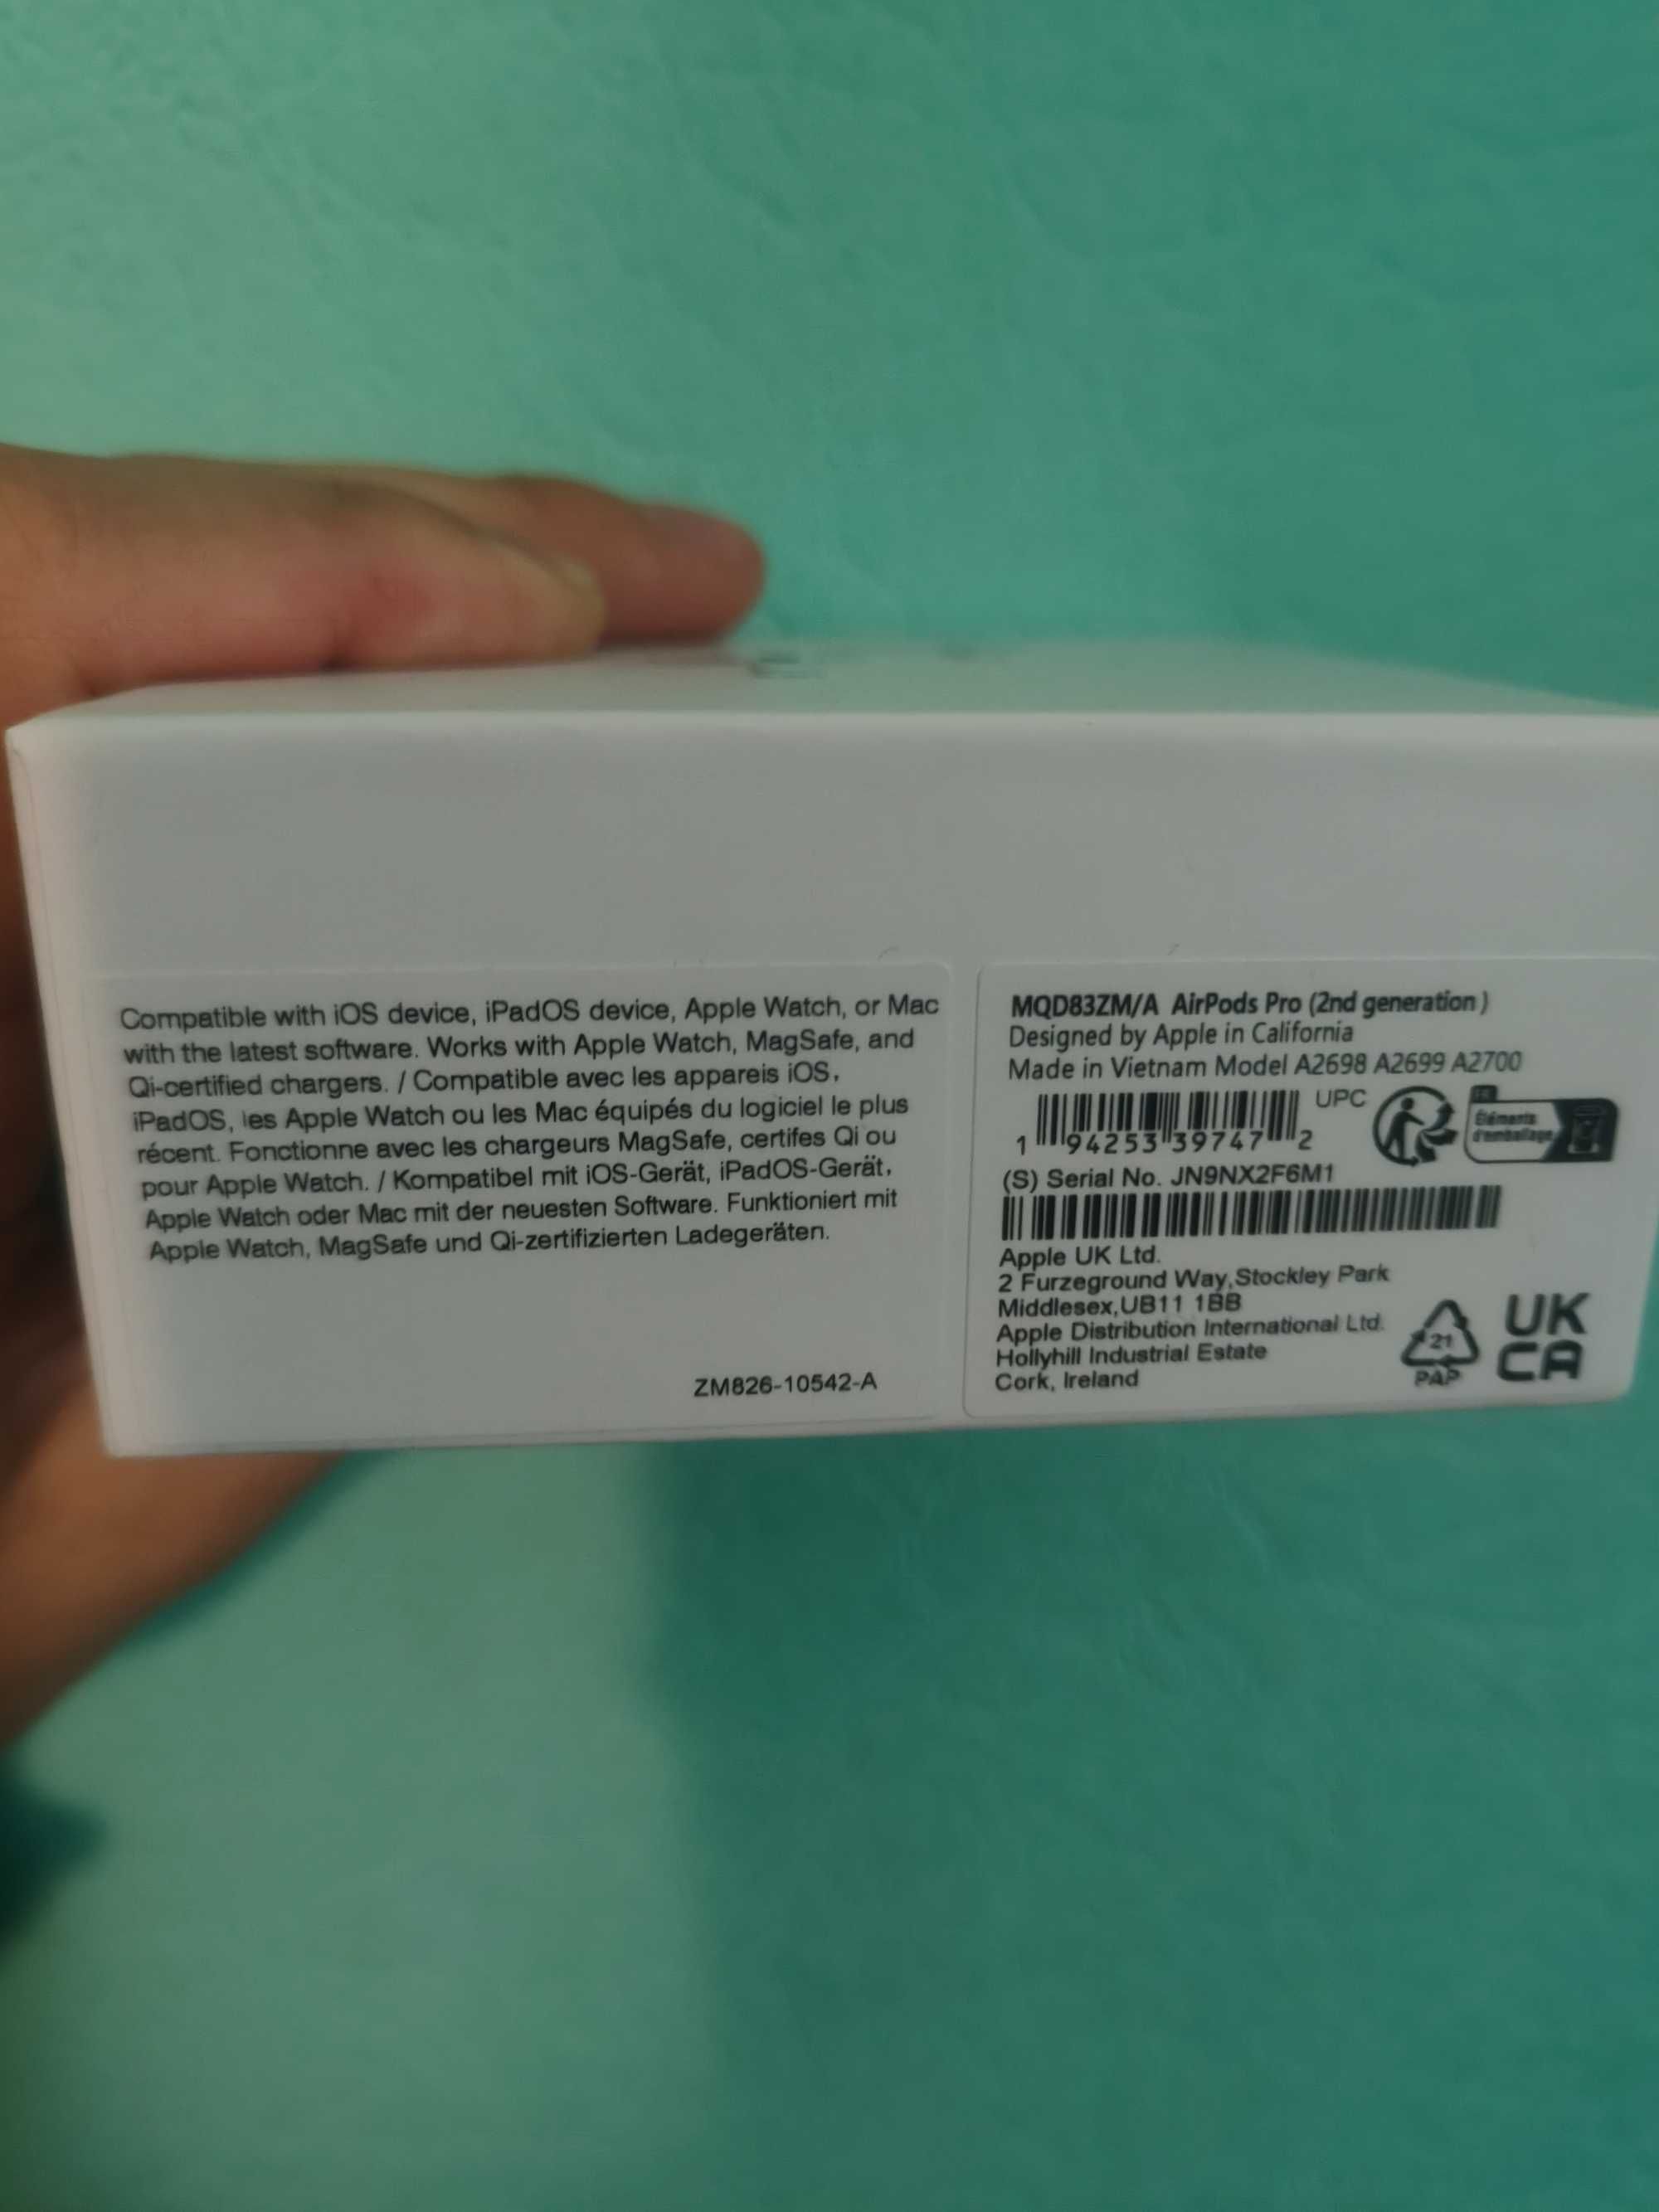 Compatible with iOS device, iPadOS device, Apple Watch, or Mac
with the latest software. Works with Apple Watch, MagSafe, and
Qi-certified chargers. / Compatible avec les appareis iOS,
iPadOS, les Apple Watch ou les Mac équipés du logiciel le plus
récent. Fonctionne avec les chargeurs MagSafe, certifes Qi ou
pour Apple Watch. / Kompatibel mit iOS-Gerät, iPadOS-Gerät,
Apple Watch oder Mac mit der neuesten Software. Funktioniert mit
Apple Watch, MagSafe und Qi-zertifizierten Ladegeräten.
ZM826-10542-A
MQD83ZM/A AirPods Pro (2nd generation)
Designed by Apple in California
Made in Vietnam Model A2698 A2699 A2700
UPC
1 94253 39747 2
FR
Éléments
d'emballage
(S) Serial No. JN9NX2F6M1
Apple UK Ltd.
2 Furzeground Way,Stockley Park
Middlesex,UB11 1BB
Apple Distribution International Ltd.
Hollyhill Industrial Estate
Cork, Ireland
21
PAP
UK
CA